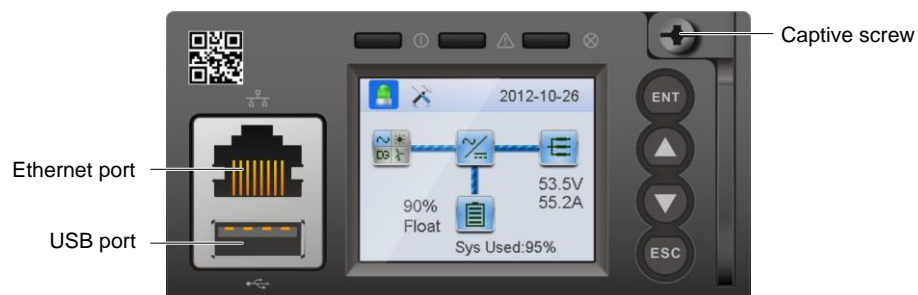 Captive screw
2012-10-26
ENT
DG
Ethernet port
53.5V
55.2A
90%
Float
USB port
Sys Used:95%
ESC